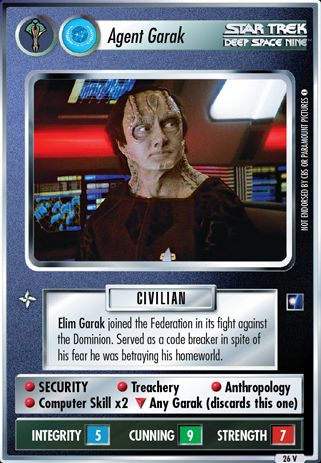 Agent Garak
STAR TREK
DEEP SPACE NINE
NOT ENDORSED BY CBS OR PARAMOUNT PICTURES
CIVILIAN
Elim Garak joined the Federation in its fight against
the Dominion. Served as a code breaker in spite of
his fear he was betraying his homeworld.
SECURITY Treachery Anthropology
Computer Skill x2 Any Garak (discards this one)
INTEGRITY 5 CUNNING 9 STRENGTH 7
26 V